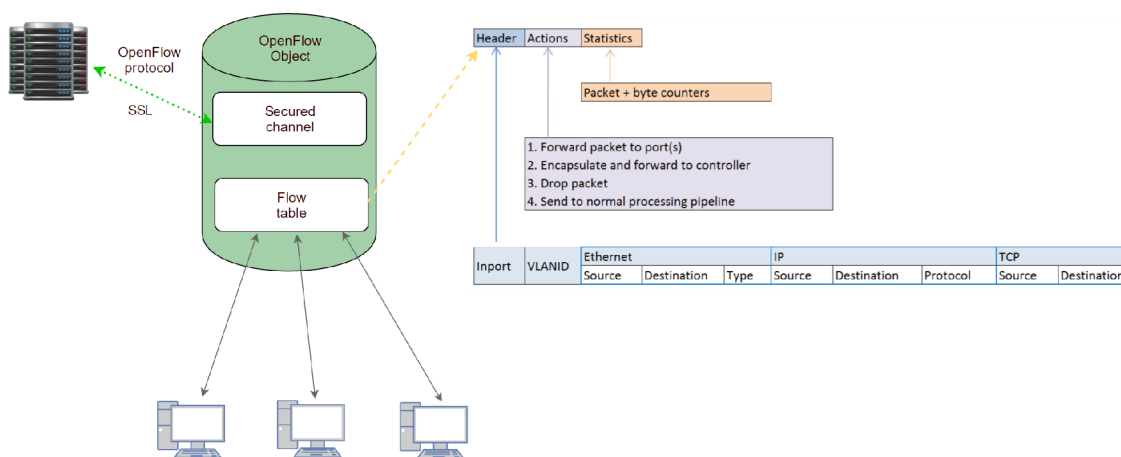 OpenFlow
protocol
SSL
OpenFlow
Object
Secured
channel
Flow
table
Header Actions Statistics
Packet + byte counters
1. Forward packet to port(s)
2. Encapsulate and forward to controller
3. Drop packet
4. Send to normal processing pipeline
Inport VLANID Ethernet IP TCP
Source Destination Type Source Destination Protocol Source Destination